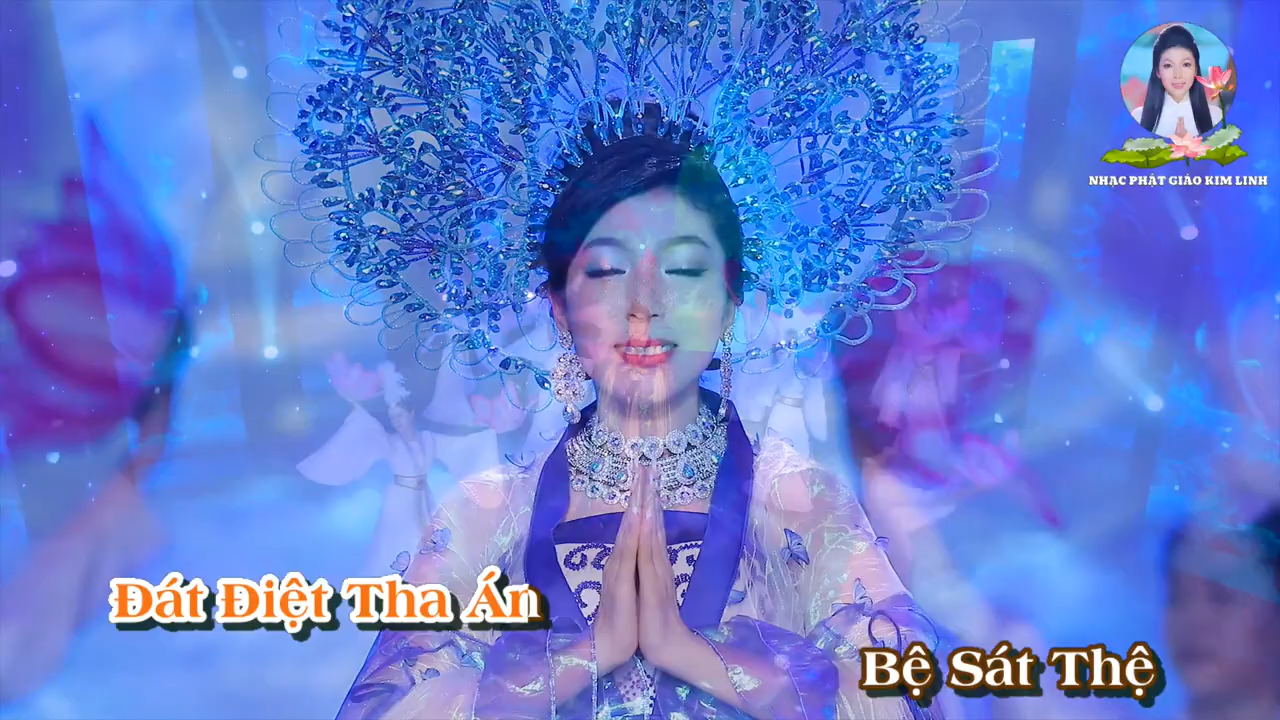 NHẠC PHẬT GIÁO KIM LINH
Đát Điệt Tha Án
Bệ Sát Thệ